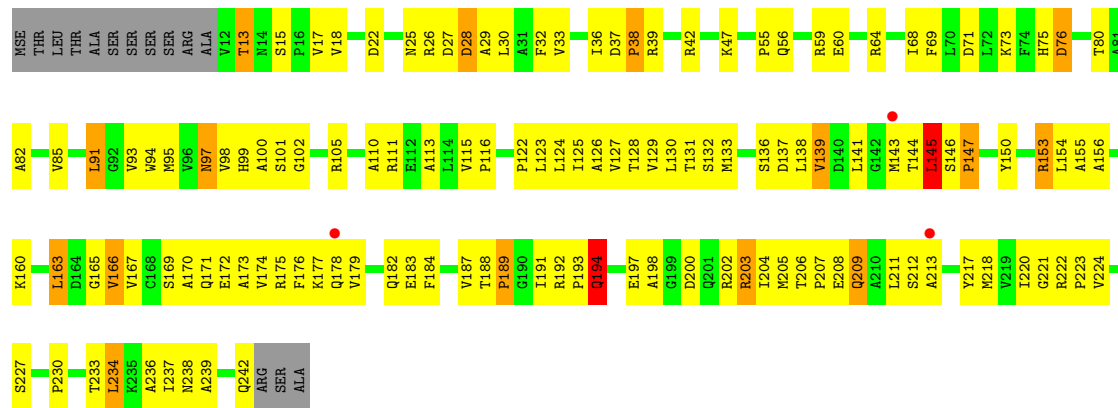 MSE THR LEU THR ALA SER SER SER SER ARG ALA V12 T13 N14 S15 P16 V17 V18 D22 N25 R26 D27 D28 A29 L30 A31 F32 V33 I36 D37 P38 R39 R42 K47 P55 Q56 R59 E60 R64 I68 F69 L70 D71 L72 K73 F74 H75 D76 T80 A81
A82 V85 L91 G92 V93 W94 M95 V96 N97 V98 H99 A100 S101 G102 R105 A110 R111 E112 A113 L114 V115 P116 P122 L123 L124 I125 A126 V127 T128 V129 L130 T131 S132 M133 S136 D137 L138 V139 D140 L141 G142 M143 T144 L145 S146 P147 Y150 R153 L154 A155 A156
K160 L163 D164 G165 V166 V167 C168 S169 A170 Q171 E172 A173 V174 R175 F176 K177 Q178 V179 Q182 E183 F184 V187 T188 P189 G190 I191 R192 P193 Q194 E197 A198 G199 D200 Q201 R202 R203 I204 M205 T206 P207 E208 Q209 A210 L211 S212 A213 Y217 M218 V219 I220 G221 R222 P223 V224
S227 P230 T233 L234 K235 A236 I237 N238 A239 Q242 ARG SER ALA